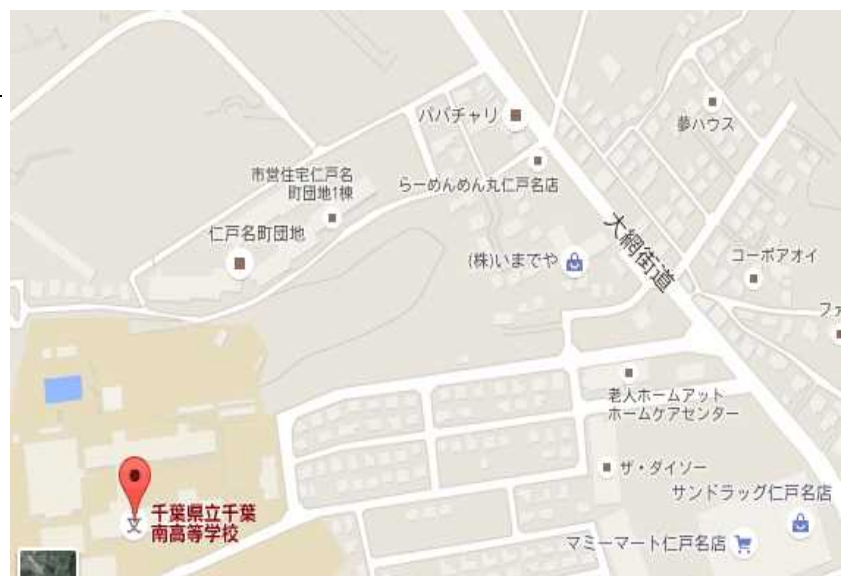 パパチャリ
夢ハウス
市営住宅仁戸名
町団地1棟
らーめんめん丸仁戸名店
仁戸名町団地
大網街道
(株)いまでや
コーポアオイ
ファ
老人ホームアット
ホームケアセンター
ザ・ダイソー
サンドラッグ仁戸名店
千葉県立千葉
南高等学校
マミーマート仁戸名店